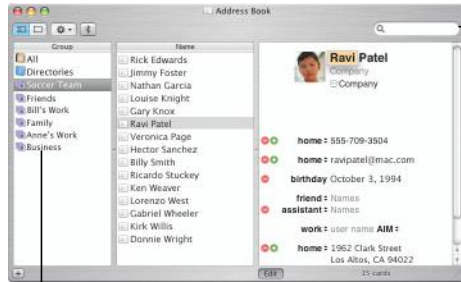 Address Book
Group
All
Directories
Soccer Team
Friends
Bill's Work
Family
Anne's Work
Business
Name
Rick Edwards
Jimmy Foster
Nathan Garcia
Louise Knight
Gary Knox
Ravi Patel
Veronica Page
Hector Sanchez
Billy Smith
Ricardo Stuckey
Ken Weaver
Lorenzo West
Gabriel Wheeler
Kirk Willis
Donnie Wright
Ravi Patel
Company
Company
home 555-709-3504
home ravipatel@mac.com
birthday October 3, 1994
friend Names
assistant Names
work user name AIM
home 1962 Clark Street
Los Altos, CA 94022
Edit
15 cards